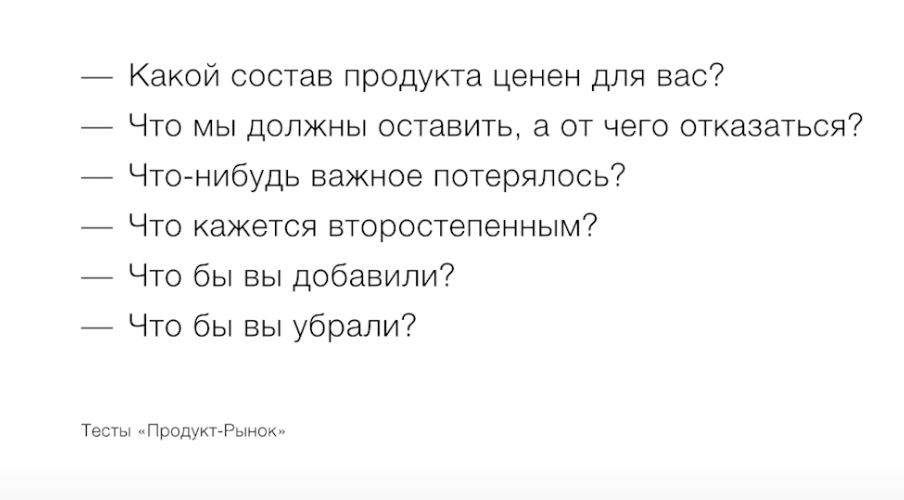 — Какой состав продукта ценен для вас?
— Что мы должны оставить, а от чего отказаться?
— Что-нибудь важное потерялось?
— Что кажется второстепенным?
— Что бы вы добавили?
— Что бы вы убрали?
Тесты «Продукт-Рынок»